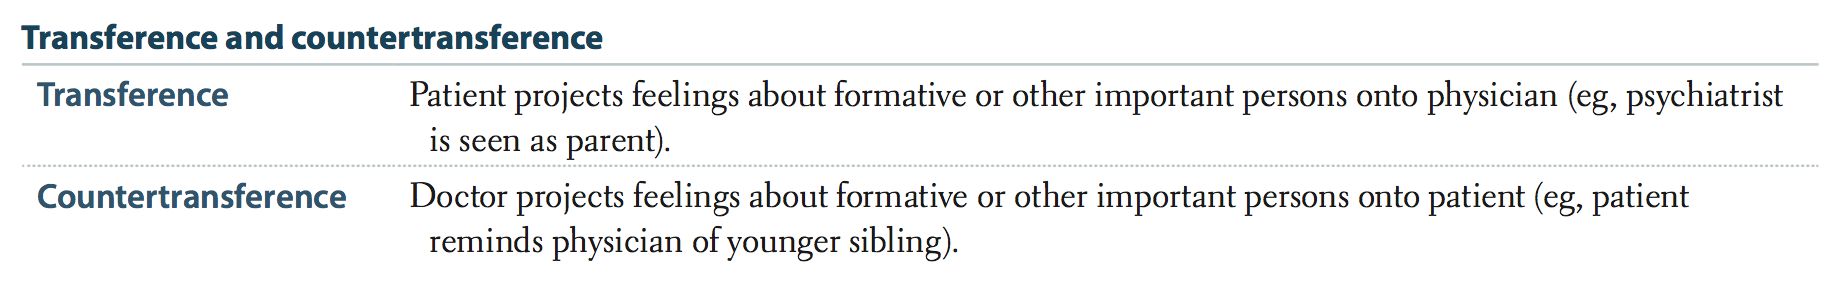 Transference and countertransference
Transference
Patient projects feelings about formative or other important persons onto physician (eg, psychiatrist
is seen as parent).
Countertransference
Doctor projects feelings about formative or other important persons onto patient (eg, patient
reminds physician of younger sibling).